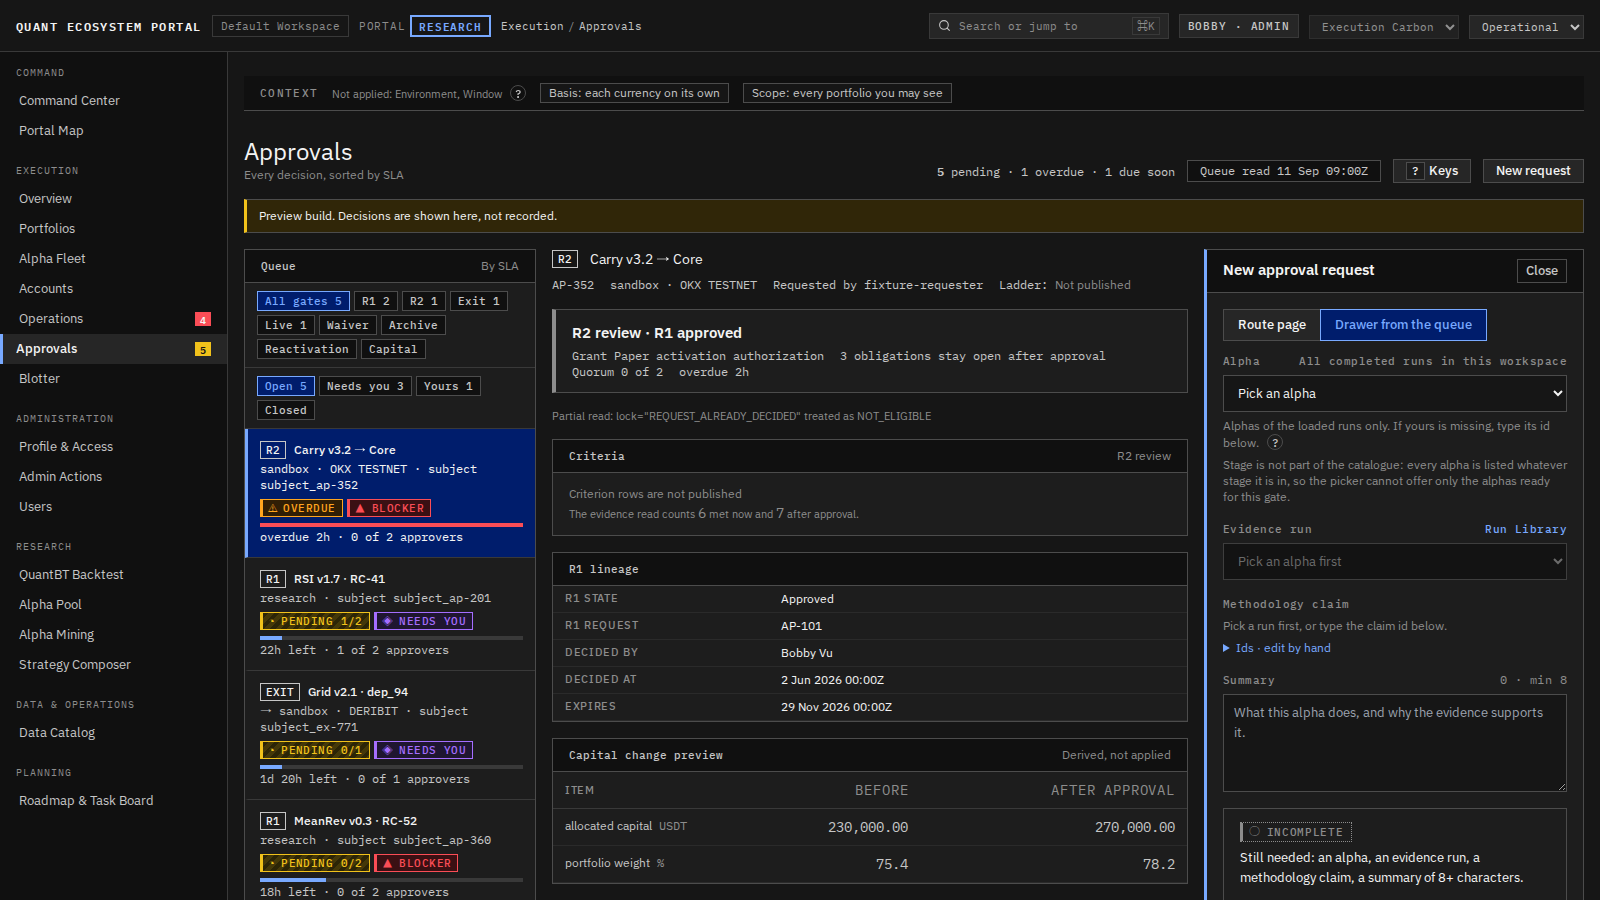 QUANT ECOSYSTEM PORTAL Default Workspace PORTAL RESEARCH Execution / Approvals Search or jump to ⌘K BOBBY · ADMIN Execution Carbon Operational
COMMAND
Command Center
Portal Map
EXECUTION
Overview
Portfolios
Alpha Fleet
Accounts
Operations 4
Approvals 5
Blotter
ADMINISTRATION
Profile & Access
Admin Actions
Users
RESEARCH
QuantBT Backtest
Alpha Pool
Alpha Mining
Strategy Composer
DATA & OPERATIONS
Data Catalog
PLANNING
Roadmap & Task Board
CONTEXT Not applied: Environment, Window ? Basis: each currency on its own Scope: every portfolio you may see
Approvals
Every decision, sorted by SLA
5 pending · 1 overdue · 1 due soon Queue read 11 Sep 09:00Z ? Keys New request
Preview build. Decisions are shown here, not recorded.
Queue By SLA
All gates 5 R1 2 R2 1 Exit 1
Live 1 Waiver Archive
Reactivation Capital
Open 5 Needs you 3 Yours 1
Closed
R2 Carry v3.2 → Core
sandbox · OKX TESTNET · subject
subject_ap-352
⚠ OVERDUE ▲ BLOCKER
overdue 2h · 0 of 2 approvers
R1 RSI v1.7 · RC-41
research · subject subject_ap-201
PENDING 1/2 ◈ NEEDS YOU
22h left · 1 of 2 approvers
EXIT Grid v2.1 · dep_94
→ sandbox · DERIBIT · subject
subject_ex-771
PENDING 0/1 ◈ NEEDS YOU
1d 20h left · 0 of 1 approvers
R1 MeanRev v0.3 · RC-52
research · subject subject_ap-360
PENDING 0/2 ▲ BLOCKER
18h left · 0 of 2 approvers
R2 Carry v3.2 → Core
AP-352 sandbox · OKX TESTNET Requested by fixture-requester Ladder: Not published
R2 review · R1 approved
Grant Paper activation authorization 3 obligations stay open after approval
Quorum 0 of 2 overdue 2h
Partial read: lock="REQUEST_ALREADY_DECIDED" treated as NOT_ELIGIBLE
Criteria R2 review
Criterion rows are not published
The evidence read counts 6 met now and 7 after approval.
R1 lineage
R1 STATE Approved
R1 REQUEST AP-101
DECIDED BY Bobby Vu
DECIDED AT 2 Jun 2026 00:00Z
EXPIRES 29 Nov 2026 00:00Z
Capital change preview Derived, not applied
ITEM BEFORE AFTER APPROVAL
allocated capital USDT 230,000.00 270,000.00
portfolio weight % 75.4 78.2
New approval request Close
Route page Drawer from the queue
Alpha All completed runs in this workspace
Pick an alpha
Alphas of the loaded runs only. If yours is missing, type its id
below. ?
Stage is not part of the catalogue: every alpha is listed whatever
stage it is in, so the picker cannot offer only the alphas ready
for this gate.
Evidence run Run Library
Pick an alpha first
Methodology claim
Pick a run first, or type the claim id below.
▶ Ids · edit by hand
Summary 0 · min 8
What this alpha does, and why the evidence supports
it.
INCOMPLETE
Still needed: an alpha, an evidence run, a
methodology claim, a summary of 8+ characters.